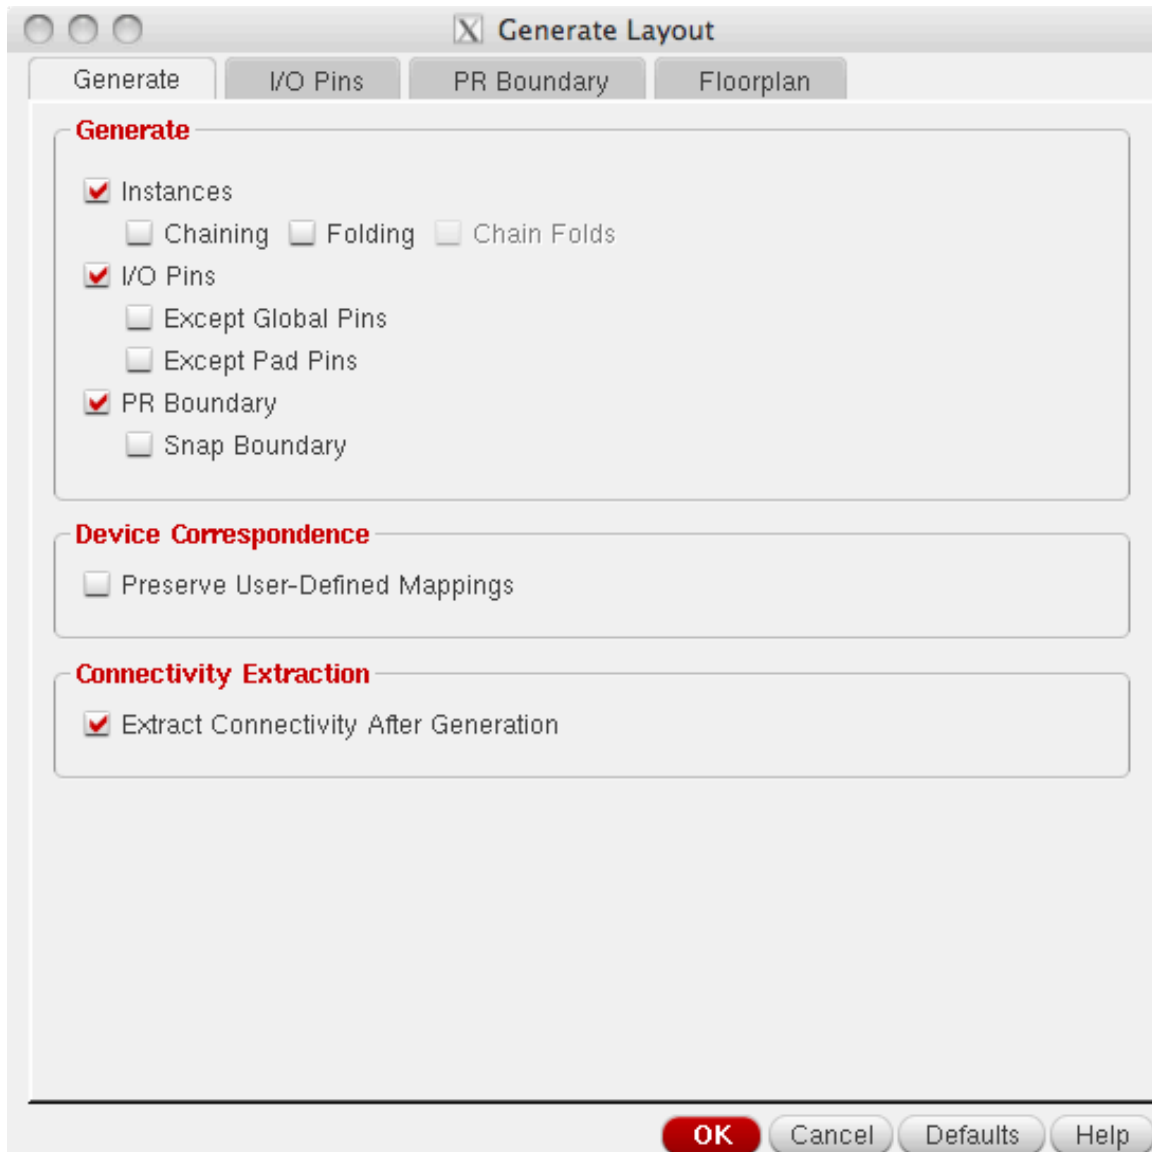 Generate Layout
Generate I/O Pins PR Boundary Floorplan
Generate
Instances
Chaining Folding Chain Folds
I/O Pins
Except Global Pins
Except Pad Pins
PR Boundary
Snap Boundary
Device Correspondence
Preserve User-Defined Mappings
Connectivity Extraction
Extract Connectivity After Generation
OK Cancel Defaults Help